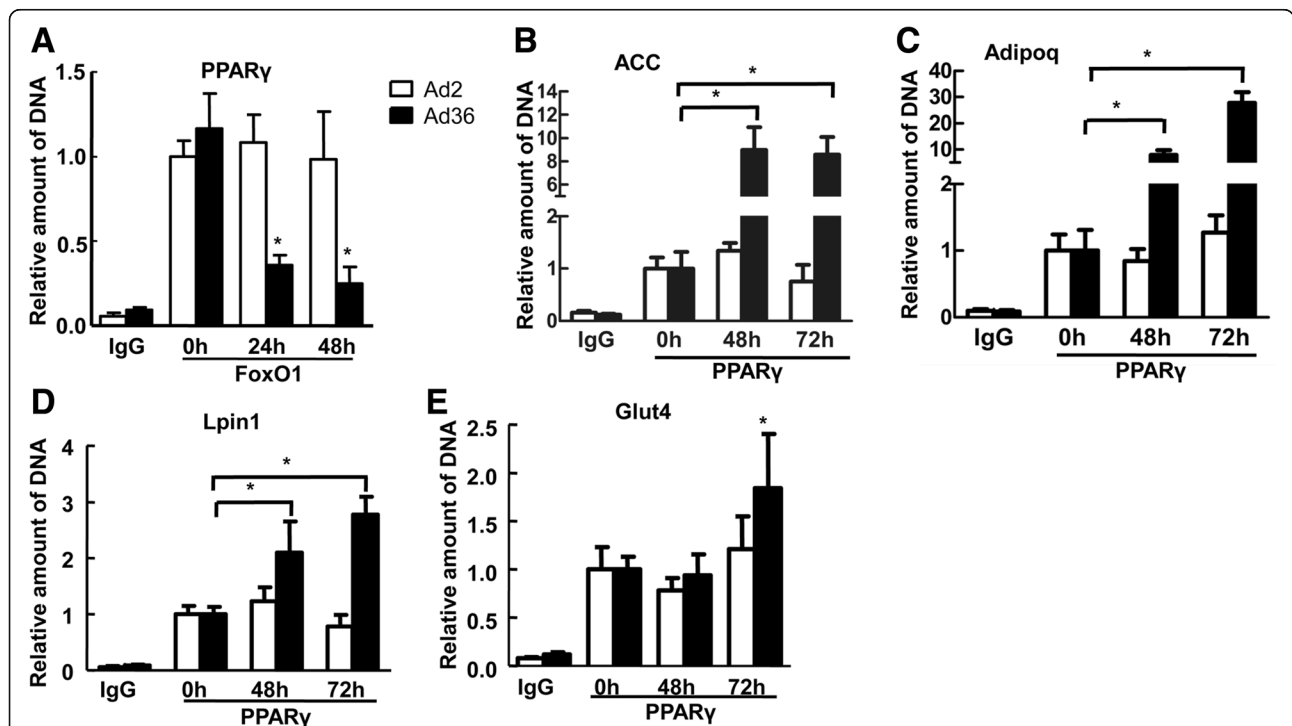 A
PPARγ
Relative amount of DNA
1.5
1.0
0.5
0.0
* *
IgG 0h 24h 48h
FoxO1
Ad2
Ad36
B
ACC
Relative amount of DNA
14
12
10
8
6
4
2
1
0
*
*
IgG 0h 48h 72h
PPARγ
C
Adipoq
Relative amount of DNA
40
30
20
10
2
1
0
*
*
IgG 0h 48h 72h
PPARγ
D
Lpin1
Relative amount of DNA
4
3
2
1
0
*
*
IgG 0h 48h 72h
PPARγ
E
Glut4
Relative amount of DNA
2.5
2.0
1.5
1.0
0.5
0.0
*
IgG 0h 48h 72h
PPARγ